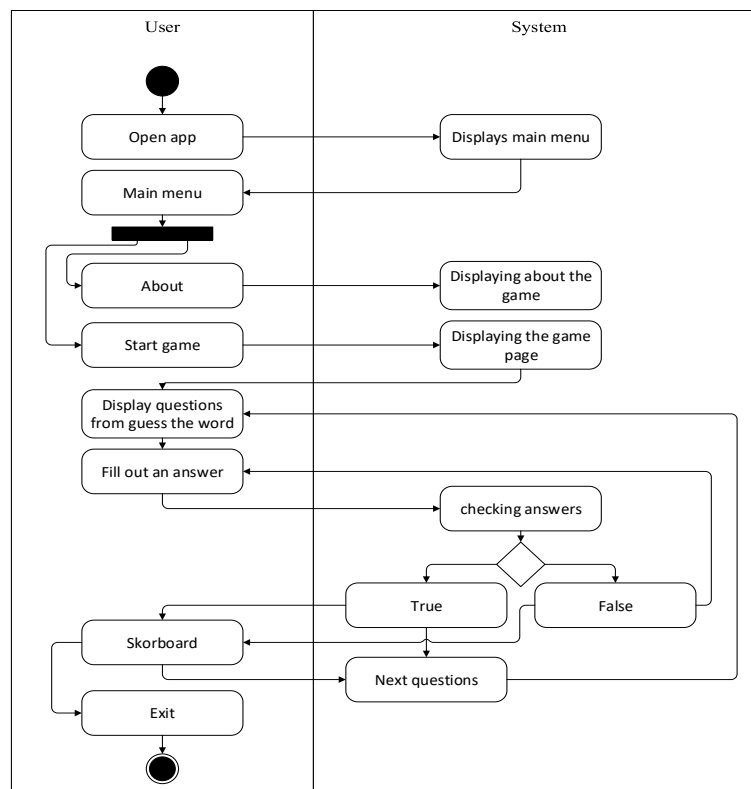 User
System
Open app
Displays main menu
Main menu
About
Displaying about the
game
Start game
Displaying the game
page
Display questions
from guess the word
Fill out an answer
checking answers
True
False
Skorboard
Next questions
Exit